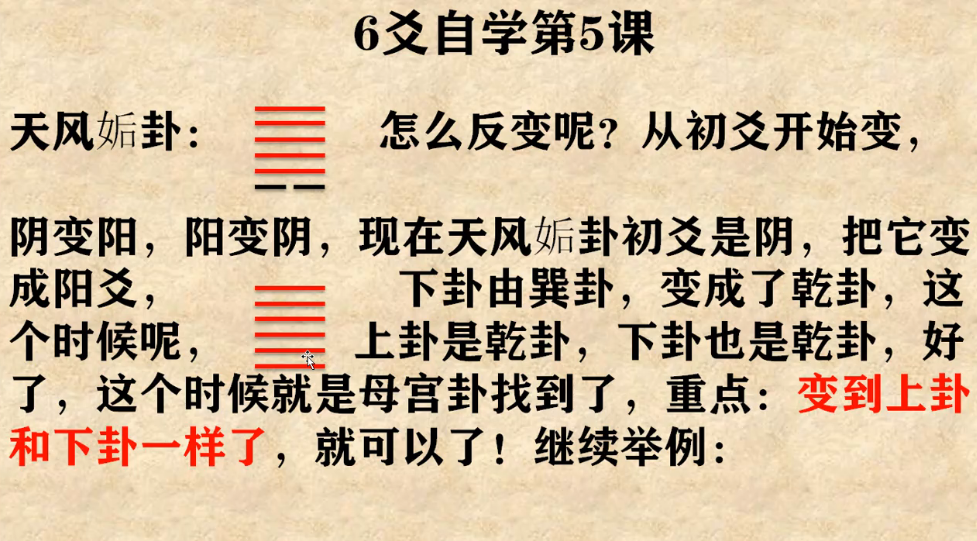 6爻自学第5课
天风姤卦： 怎么反变呢？从初爻开始变，
阴变阳，阳变阴，现在天风姤卦初爻是阴，把它变
成阳爻， 下卦由巽卦，变成了乾卦，这
个时候呢， 上卦是乾卦，下卦也是乾卦，好
了，这个时候就是母宫卦找到了，重点：变到上卦
和下卦一样了，就可以了！继续举例：